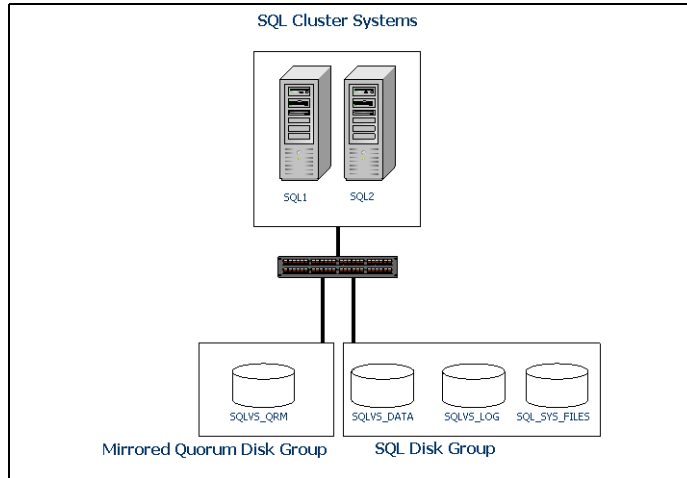 SQL Cluster Systems
SQL1 SQL2
SQLVS_QRM
SQLVS_DATA SQLVS_LOG SQL_SYS_FILES
Mirrored Quorum Disk Group
SQL Disk Group